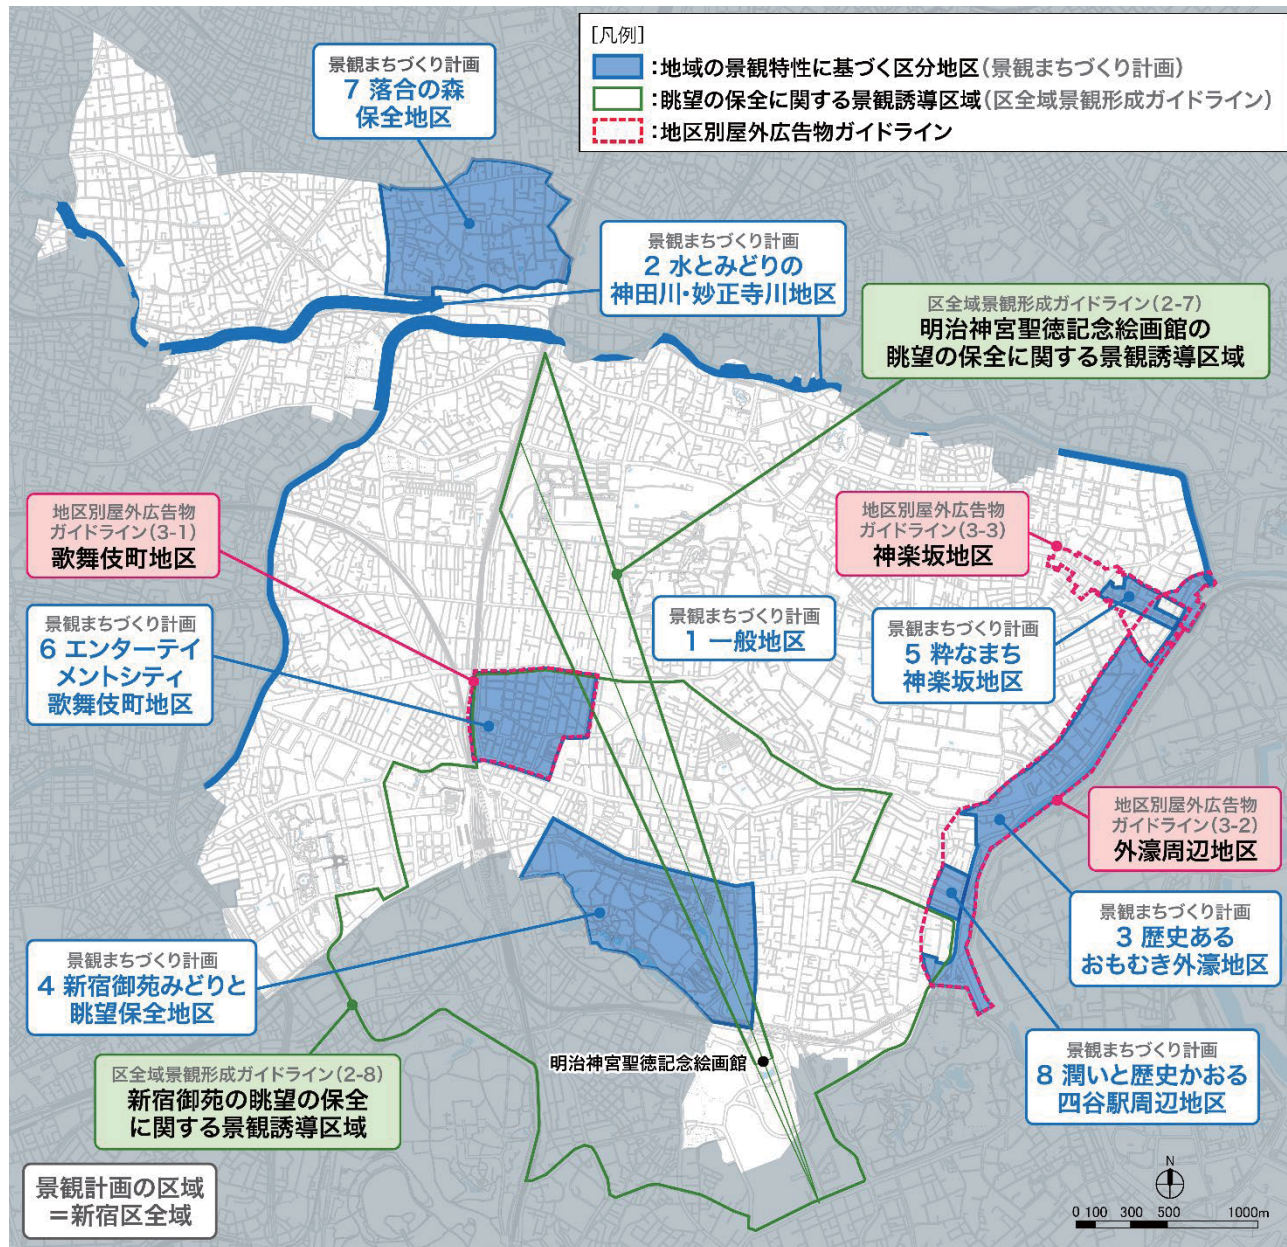 [凡例]
:地域の景観特性に基づく区分地区(景観まちづくり計画)
:眺望の保全に関する景観誘導区域(区全域景観形成ガイドライン)
:地区別屋外広告物ガイドライン
景観まちづくり計画
7 落合の森
保全地区
景観まちづくり計画
2 水とみどりの
神田川・妙正寺川地区
区全域景観形成ガイドライン(2-7)
明治神宮聖徳記念絵画館の
眺望の保全に関する景観誘導区域
地区別屋外広告物
ガイドライン(3-1)
歌舞伎町地区
地区別屋外広告物
ガイドライン(3-3)
神楽坂地区
景観まちづくり計画
6 エンターテイ
メントシティ
歌舞伎町地区
景観まちづくり計画
1 一般地区
景観まちづくり計画
5 粋なまち
神楽坂地区
地区別屋外広告物
ガイドライン(3-2)
外濠周辺地区
景観まちづくり計画
3 歴史ある
おもむき外濠地区
景観まちづくり計画
4 新宿御苑みどりと
眺望保全地区
明治神宮聖徳記念絵画館
景観まちづくり計画
8 潤いと歴史かおる
四谷駅周辺地区
区全域景観形成ガイドライン(2-8)
新宿御苑の眺望の保全
に関する景観誘導区域
景観計画の区域
=新宿区全域
N
0 100 300 500 1000m